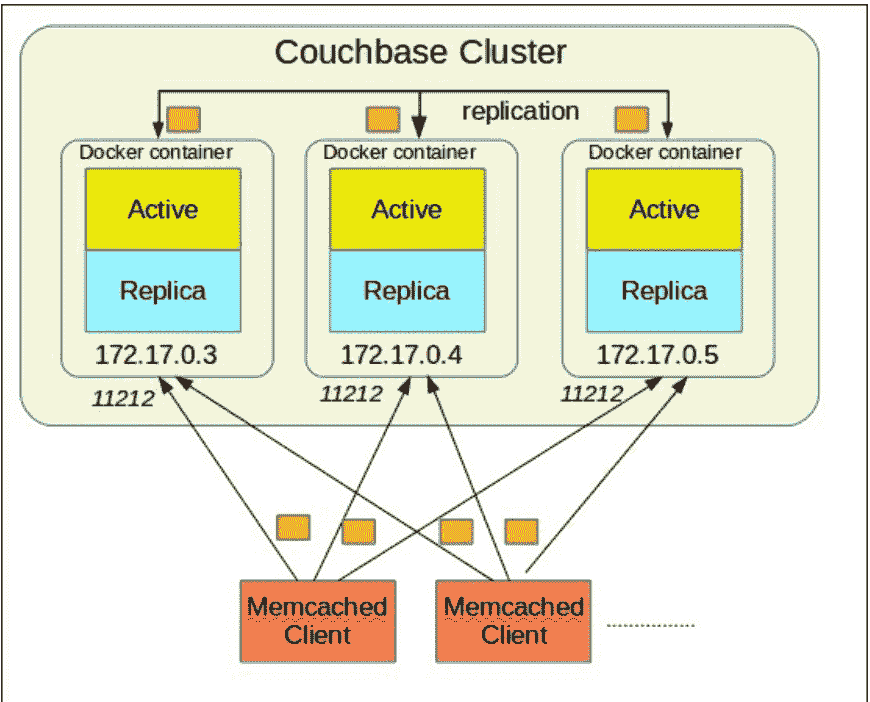 Couchbase Cluster
replication
Docker container
Docker container
Docker container
Active
Active
Active
Replica
Replica
Replica
172.17.0.3
172.17.0.4
172.17.0.5
11212
11212
11212
Memcached
Client
Memcached
Client